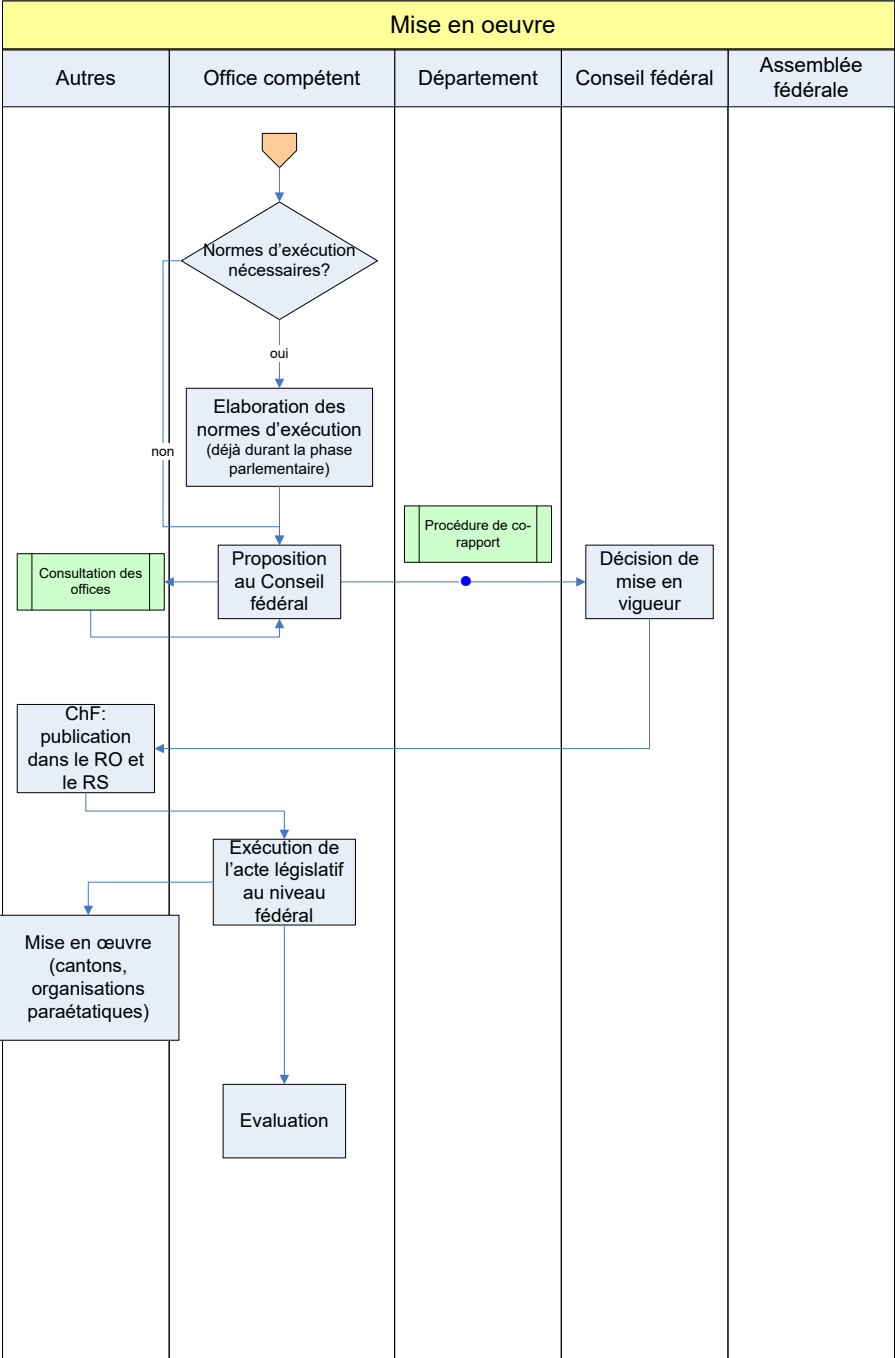 Mise en oeuvre
Autres
Office compétent
Département
Conseil fédéral
Assemblée
fédérale
Normes d'exécution
nécessaires?
oui
Elaboration des
normes d'exécution
(déjà durant la phase
parlementaire)
non
Procédure de co-
rapport
Consultation des
offices
Proposition
au Conseil
fédéral
Décision de
mise en
vigueur
ChF:
publication
dans le RO et
le RS
Exécution de
l'acte législatif
au niveau
fédéral
Mise en œuvre
(cantons,
organisations
paraétatiques)
Evaluation